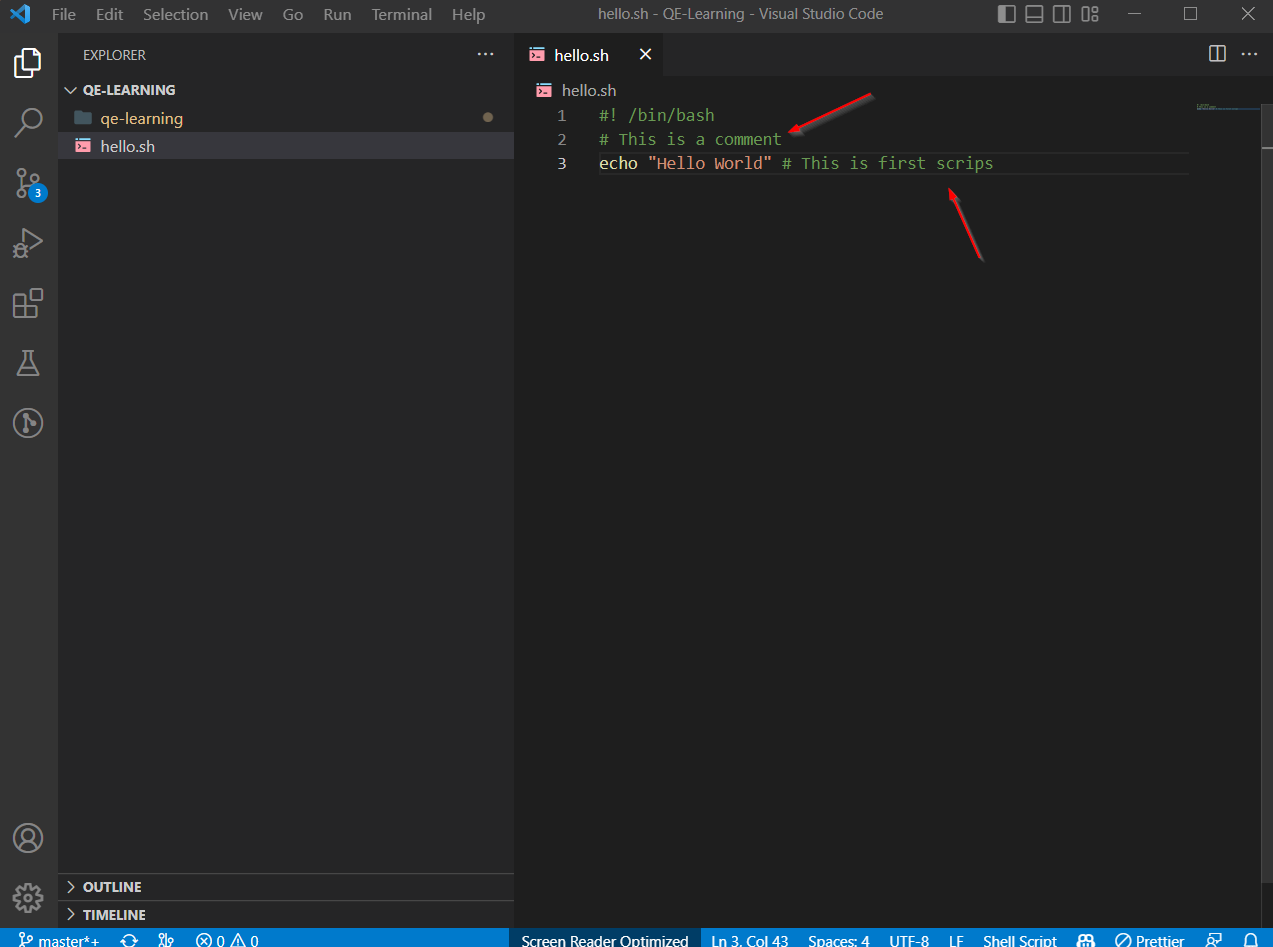 File Edit Selection View Go Run Terminal Help
hello.sh - QE-Learning - Visual Studio Code
EXPLORER
QE-LEARNING
qe-learning
hello.sh
3
OUTLINE
TIMELINE
hello.sh
hello.sh
1 #! /bin/bash
2 # This is a comment
3 echo "Hello World" # This is first scrips
master*+ 0 0 Screen Reader Optimized Ln 3, Col 43 Spaces: 4 UTF-8 LF Shell Script Prettier